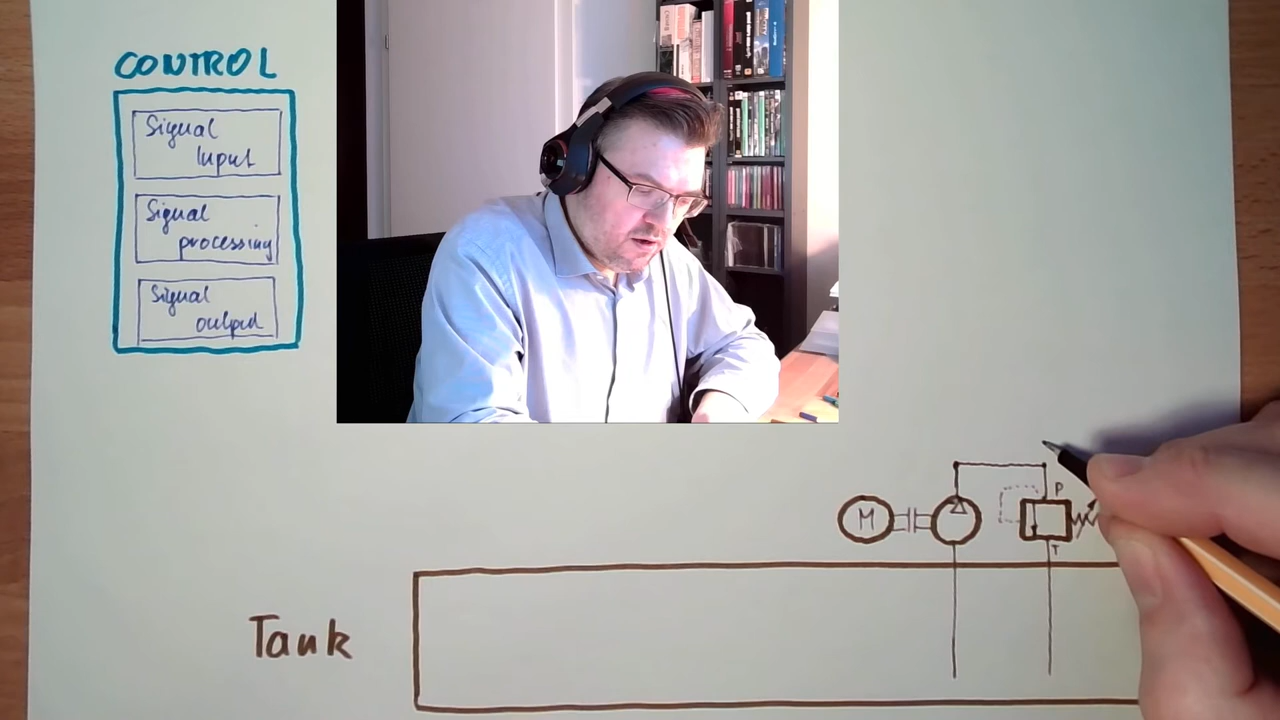 CONTROL
Signal
Input
Signal
processing
Signal
output
M
P
T
Tank